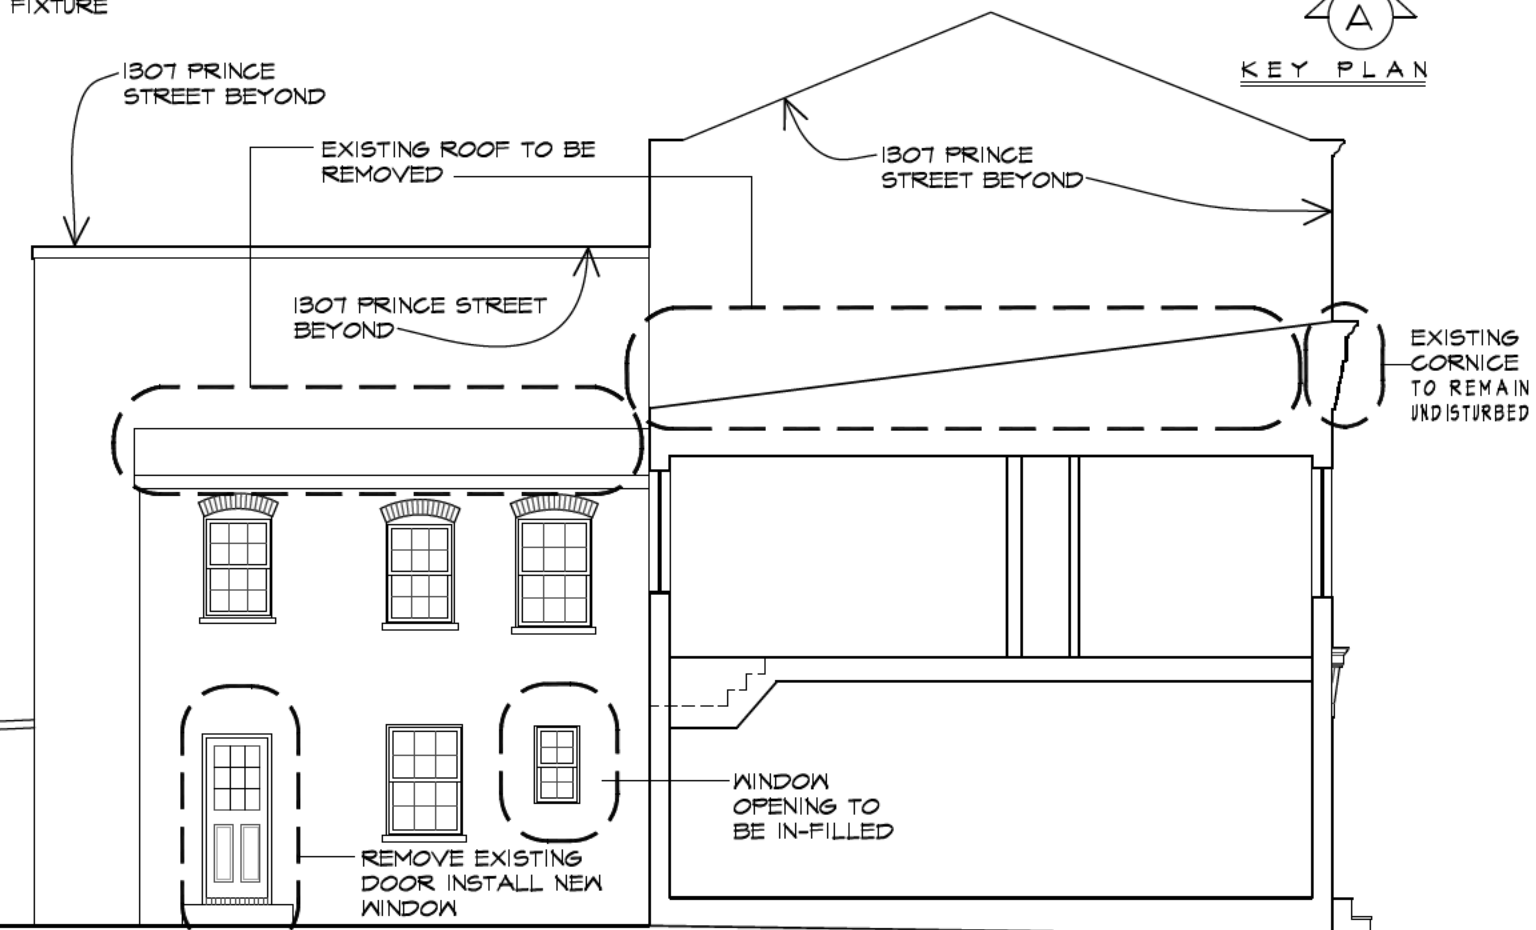 FIXTURE
A
KEY PLAN
1307 PRINCE
STREET BEYOND
EXISTING ROOF TO BE
REMOVED
1307 PRINCE
STREET BEYOND
1307 PRINCE STREET
BEYOND
EXISTING
CORNICE
TO REMAIN
UNDISTURBED
WINDOW
OPENING TO
BE IN-FILLED
REMOVE EXISTING
DOOR INSTALL NEW
WINDOW